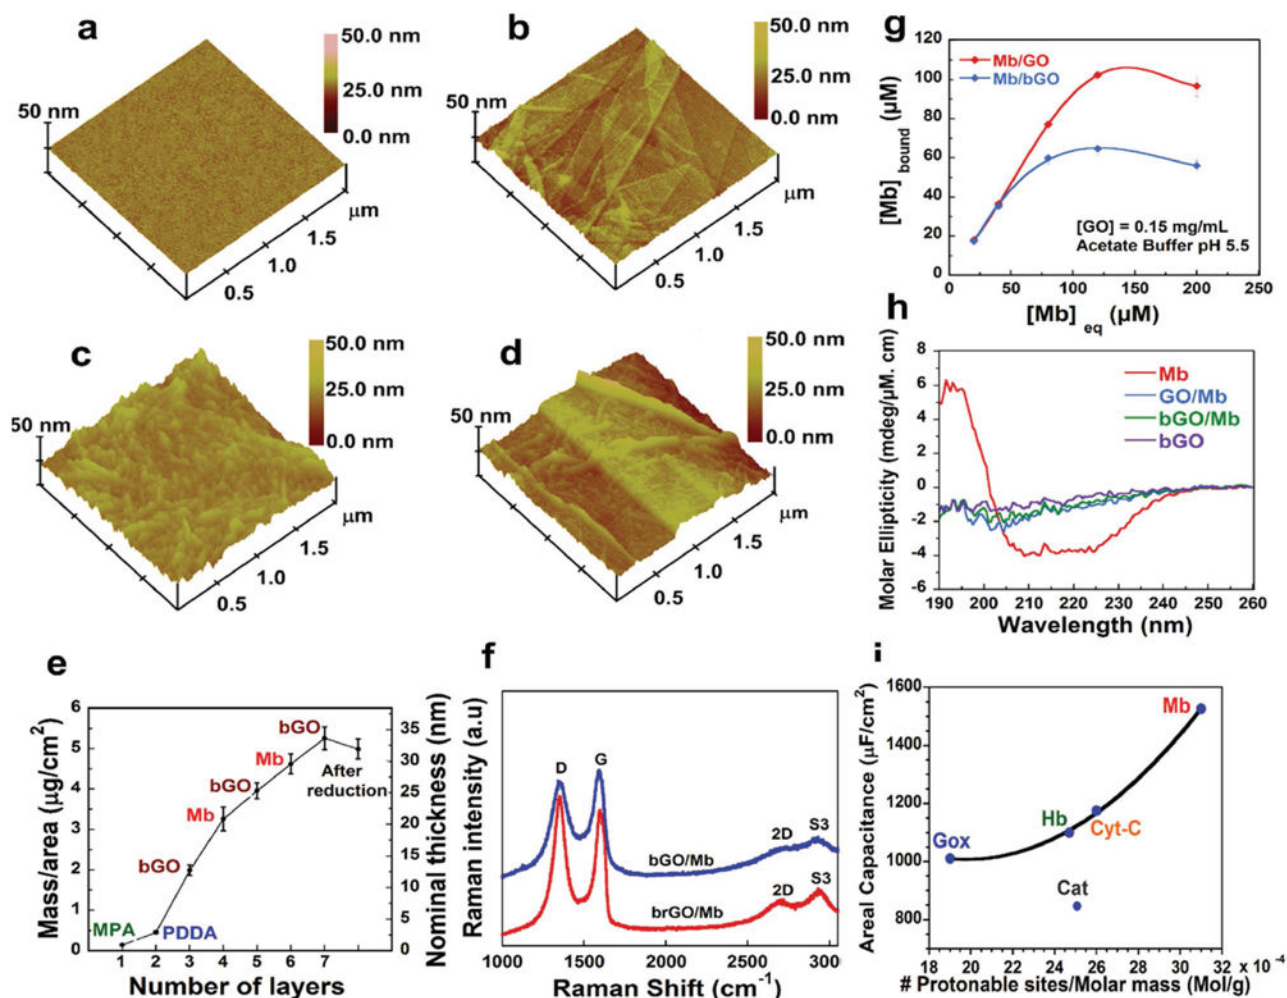 a
50.0 nm
25.0 nm
0.0 nm
50 nm
0.5
1.0
1.5
μm
b
50.0 nm
25.0 nm
0.0 nm
50 nm
0.5
1.0
1.5
μm
c
50.0 nm
25.0 nm
0.0 nm
50 nm
0.5
1.0
1.5
μm
d
50.0 nm
25.0 nm
0.0 nm
50 nm
0.5
1.0
1.5
μm
e
Mass/area (μg/cm²)
6
5
4
3
2
1
0
MPA
PDDA
bGO
Mb
bGO
Mb
bGO
After
reduction
1 2 3 4 5 6 7
Number of layers
35
30
25
20
15
10
5
0
Nominal thickness (nm)
f
Raman intensity (a.u)
D
G
2D
S3
bGO/Mb
2D
S3
brGO/Mb
1000 1500 2000 2500 300
Raman Shift (cm⁻¹)
g
[Mb] bound (μM)
120
100
80
60
40
20
0
Mb/GO
Mb/bGO
[GO] = 0.15 mg/mL
Acetate Buffer pH 5.5
0 50 100 150 200 250
[Mb] eq (μM)
h
Molar Ellipticity (mdeg/μM. cm)
8
6
4
2
0
-2
-4
-6
Mb
GO/Mb
bGO/Mb
bGO
190 200 210 220 230 240 250 260
Wavelength (nm)
i
Areal Capacitance (μF/cm²)
1600
1400
1200
1000
800
Mb
Hb
Cyt-C
Gox
Cat
18 20 22 24 26 28 30 32 x 10⁻⁴
# Protonable sites/Molar mass (Mol/g)